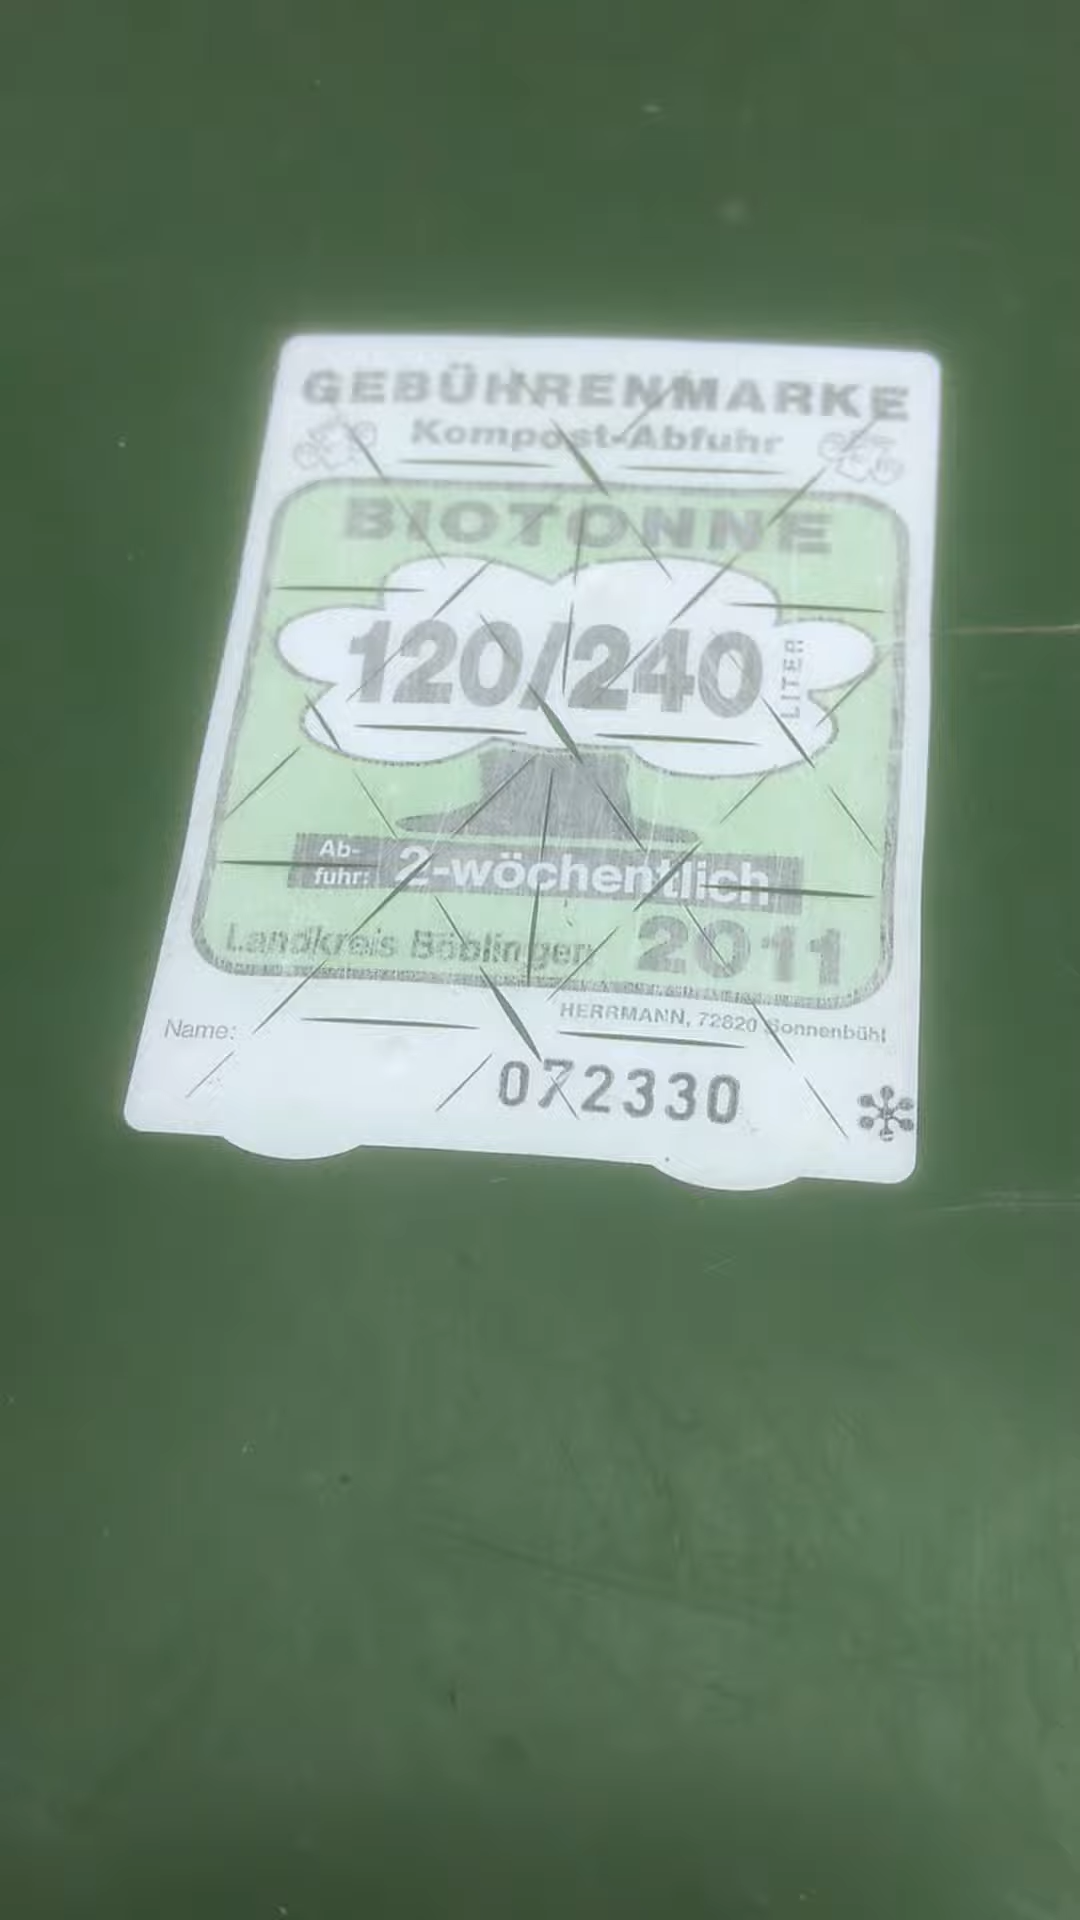 GEBÜHRENMARKE
Kompost-Abfuhr
BIOTONNE
120/240 LITER
Ab-
fuhr: 2-wöchentlich
Landkreis Böblingen 2011
HERRMANN, 72820 Sonnenbühl
Name:
072330